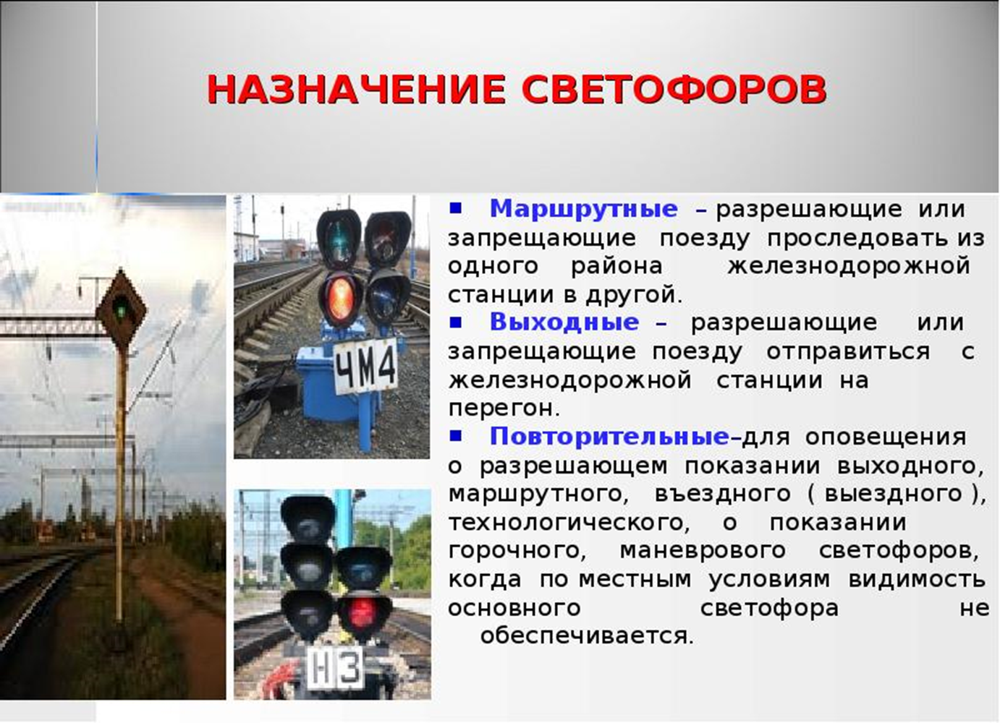 НАЗНАЧЕНИЕ СВЕТОФОРОВ
Маршрутные – разрешающие или
запрещающие поезду проследовать из
одного района железнодорожной
станции в другой.
Выходные – разрешающие или
запрещающие поезду отправиться с
железнодорожной станции на
перегон.
Повторительные–для оповещения
о разрешающем показании выходного,
маршрутного, въездного ( выездного ),
технологического, о показании
горочного, маневрового светофоров,
когда по местным условиям видимость
основного светофора не
обеспечивается.
ЧМ4
Н3